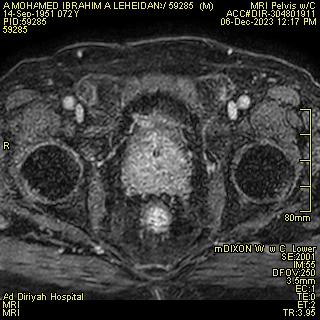 A MOHAMED IBRAHIM A LEHEIDAN:/ 59285 (M)
MRI Pelvis w/C
14-Sep-1951 072Y
ACC#DIR-304801911
PID:59285
06-Dec-2023 12:17 PM
59285
R
80mm
mDIXON W w C Lower
SE:2001
IM:55
DFOV:250
3.5mm
EC:1
Ad Diriyah Hospital
TE:0
MRI
ET:2
MRI
TR:3.95